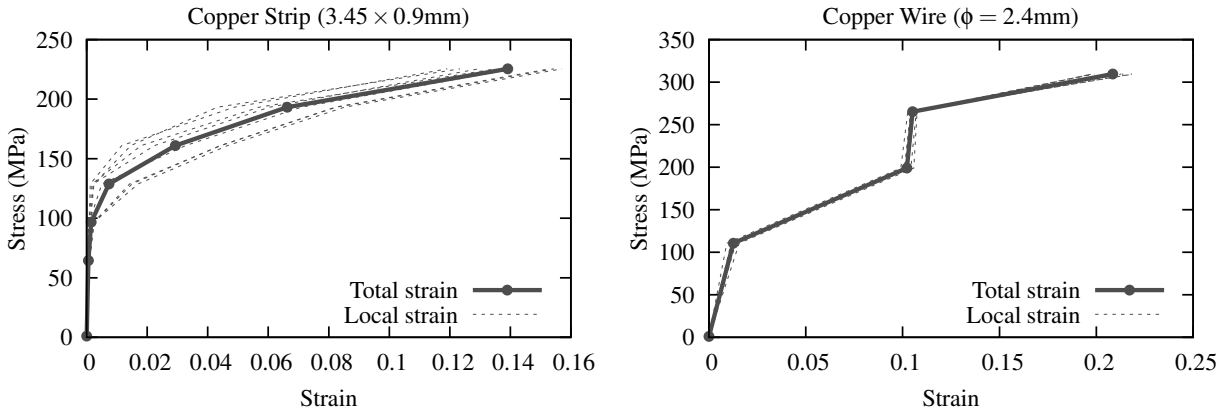 Copper Strip (3.45 × 0.9mm)
250
200
150
100
50
0
Stress (MPa)
Total strain
Local strain
0 0.02 0.04 0.06 0.08 0.1 0.12 0.14 0.16
Strain
Copper Wire (ϕ = 2.4mm)
350
300
250
200
150
100
50
0
Stress (MPa)
Total strain
Local strain
0 0.05 0.1 0.15 0.2 0.25
Strain